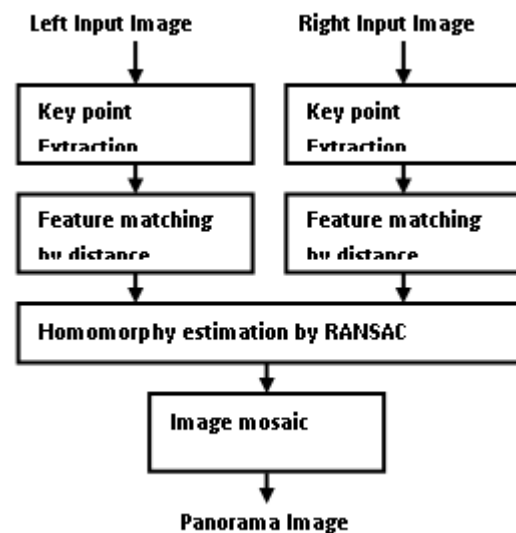 Left Input Image
Right Input Image
Key point
Extraction
Key point
Extraction
Feature matching
by distance
Feature matching
by distance
Homomorphy estimation by RANSAC
Image mosaic
Panorama Image